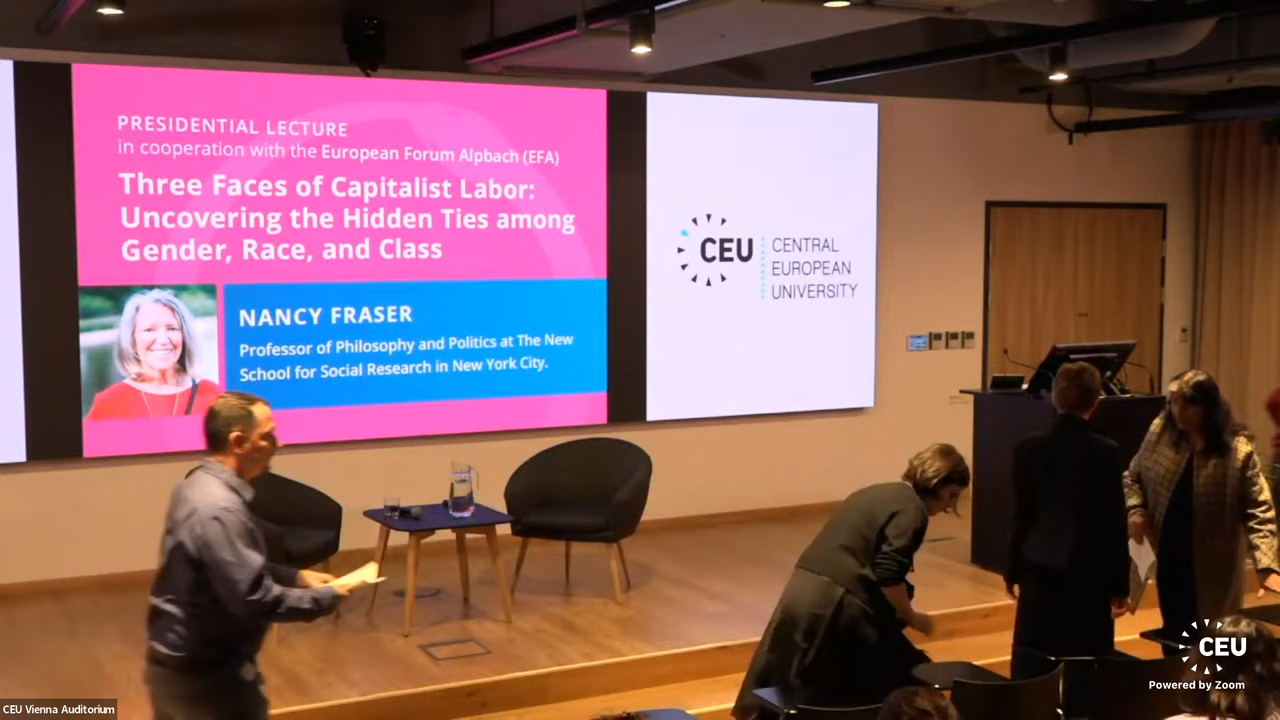 PRESIDENTIAL LECTURE
in cooperation with the European Forum Alpbach (EFA)
Three Faces of Capitalist Labor:
Uncovering the Hidden Ties among
Gender, Race, and Class
NANCY FRASER
Professor of Philosophy and Politics at The New
School for Social Research in New York City.
CEU
CENTRAL
EUROPEAN
UNIVERSITY
CEU
Powered by Zoom
CEU Vienna Auditorium